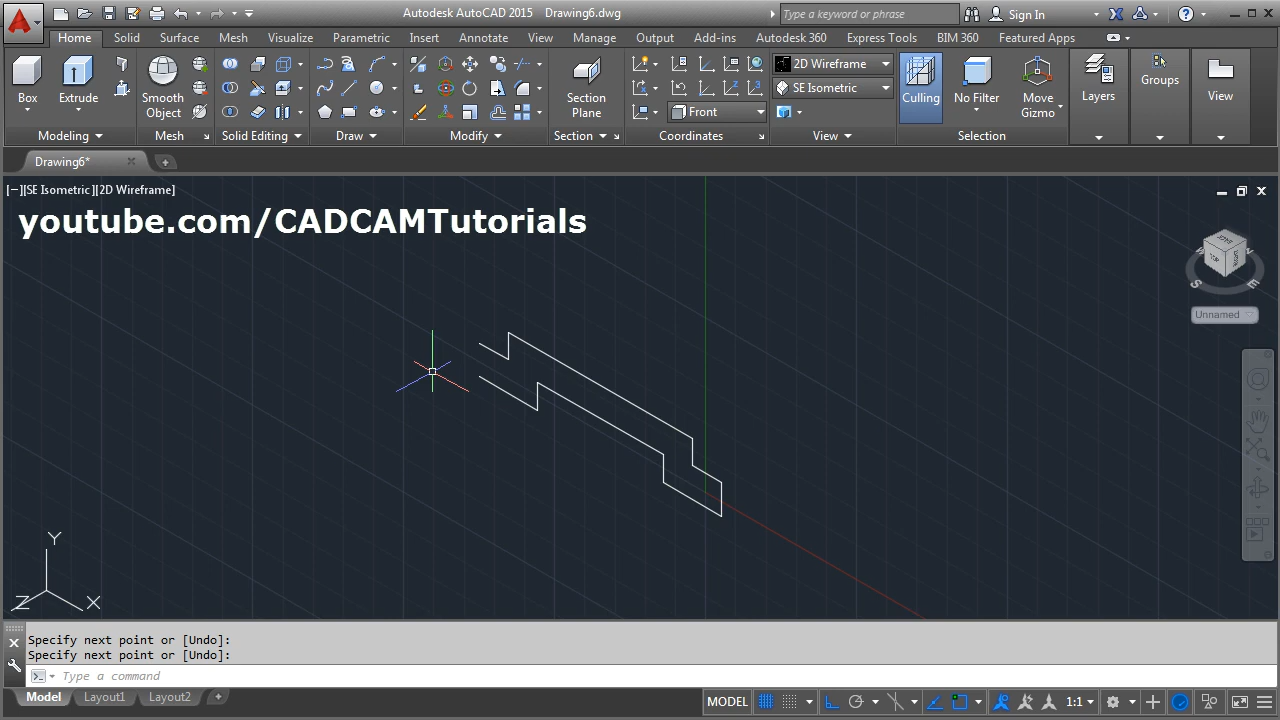 Autodesk AutoCAD 2015 Drawing6.dwg
Type a keyword or phrase
Sign In
Home Solid Surface Mesh Visualize Parametric Insert Annotate View Manage Output Add-ins Autodesk 360 Express Tools BIM 360 Featured Apps
2D Wireframe
SE Isometric
Front
Box
Extrude
Smooth
Object
Section
Plane
Culling
No Filter
Move
Gizmo
Layers
Groups
View
Modeling
Mesh
Solid Editing
Draw
Modify
Section
Coordinates
View
Selection
Drawing6*
[−][SE Isometric][2D Wireframe]
youtube.com/CADCAMTutorials
TOP
S
E
Unnamed
Y
Z
X
Specify next point or [Undo]:
Specify next point or [Undo]:
Type a command
Model Layout1 Layout2
MODEL
1:1